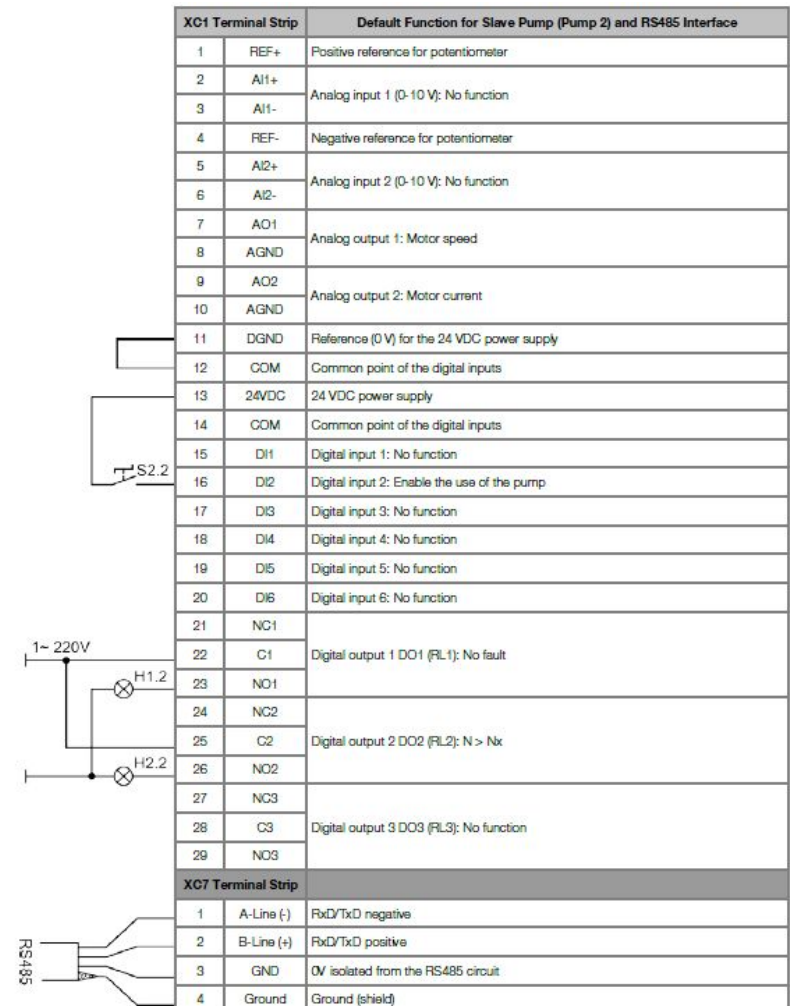 XC1 Terminal Strip Default Function for Slave Pump (Pump 2) and RS485 Interface
1 REF+ Positive reference for potentiometer
2 AI1+
Analog input 1 (0-10 V): No function
3 AI1-
4 REF- Negative reference for potentiometer
5 AI2+
Analog input 2 (0-10 V): No function
6 AI2-
7 AO1
Analog output 1: Motor speed
8 AGND
9 AO2
Analog output 2: Motor current
10 AGND
11 DGND Reference (0 V) for the 24 VDC power supply
12 COM Common point of the digital inputs
13 24VDC 24 VDC power supply
14 COM Common point of the digital inputs
15 DI1 Digital input 1: No function
S2.2
16 DI2 Digital input 2: Enable the use of the pump
17 DI3 Digital input 3: No function
18 DI4 Digital input 4: No function
19 DI5 Digital input 5: No function
20 DI6 Digital input 6: No function
21 NC1
1~ 220V
22 C1 Digital output 1 DO1 (RL1): No fault
H1.2
23 NO1
24 NC2
25 C2 Digital output 2 DO2 (RL2): N > Nx
H2.2
26 NO2
27 NC3
28 C3 Digital output 3 DO3 (RL3): No function
29 NO3
XC7 Terminal Strip
1 A-Line (-) RxD/TxD negative
2 B-Line (+) RxD/TxD positive
RS485
3 GND 0V isolated from the RS485 circuit
4 Ground Ground (shield)